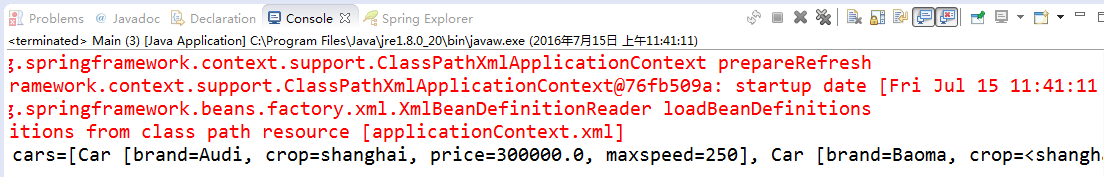 Problems @ Javadoc Declaration Console Spring Explorer
<terminated> Main (3) [Java Application] C:\Program Files\Java\jre1.8.0_20\bin\javaw.exe (2016年7月15日 上午11:41:11)
g.springframework.context.support.ClassPathXmlApplicationContext prepareRefresh
ramework.context.support.ClassPathXmlApplicationContext@76fb509a: startup date [Fri Jul 15 11:41:11
g.springframework.beans.factory.xml.XmlBeanDefinitionReader loadBeanDefinitions
itions from class path resource [applicationContext.xml]
cars=[Car [brand=Audi, crop=shanghai, price=300000.0, maxspeed=250], Car [brand=Baoma, crop=<shangha